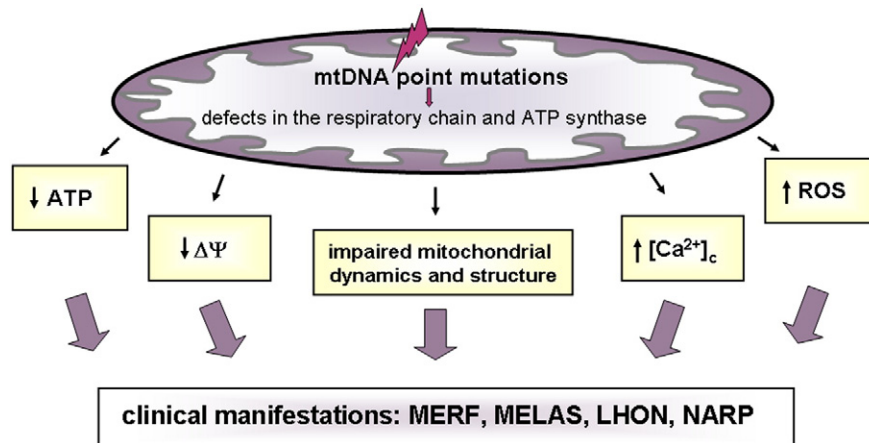 mtDNA point mutations
defects in the respiratory chain and ATP synthase
↓ ATP
↓ ΔΨ
impaired mitochondrial
dynamics and structure
↑ [Ca²⁺]c
↑ ROS
clinical manifestations: MERF, MELAS, LHON, NARP